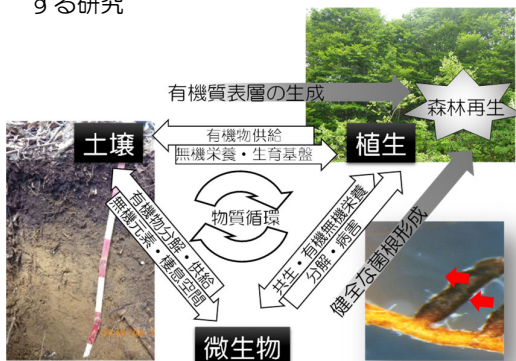 する研究
有機質表層の生成
森林再生
土壌
有機物供給
植生
無機栄養・生育基盤
物質循環
有機物分解・供給
無機元素・棲息空間
共生・有機無機栄養
分解・病害
健全な菌根形成
微生物